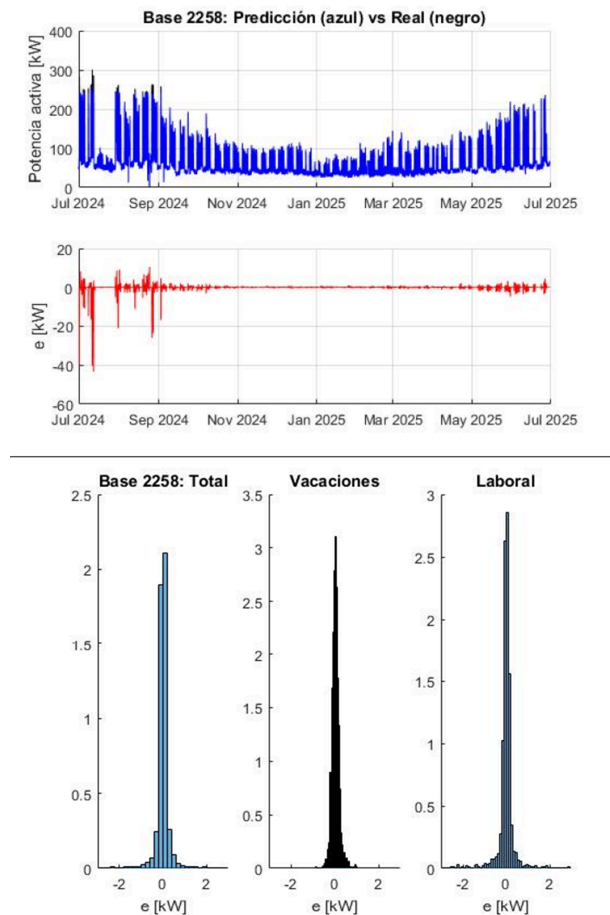 Base 2258: Predicción (azul) vs Real (negro)
Potencia activa [kW]
400
300
200
100
0
Jul 2024 Sep 2024 Nov 2024 Jan 2025 Mar 2025 May 2025 Jul 2025
e [kW]
20
0
-20
-40
-60
Jul 2024 Sep 2024 Nov 2024 Jan 2025 Mar 2025 May 2025 Jul 2025
Base 2258: Total
2.5
2
1.5
1
0.5
0
-2 0 2
e [kW]
Vacaciones
3.5
3
2.5
2
1.5
1
0.5
0
-2 0 2
e [kW]
Laboral
3
2.5
2
1.5
1
0.5
0
-2 0 2
e [kW]